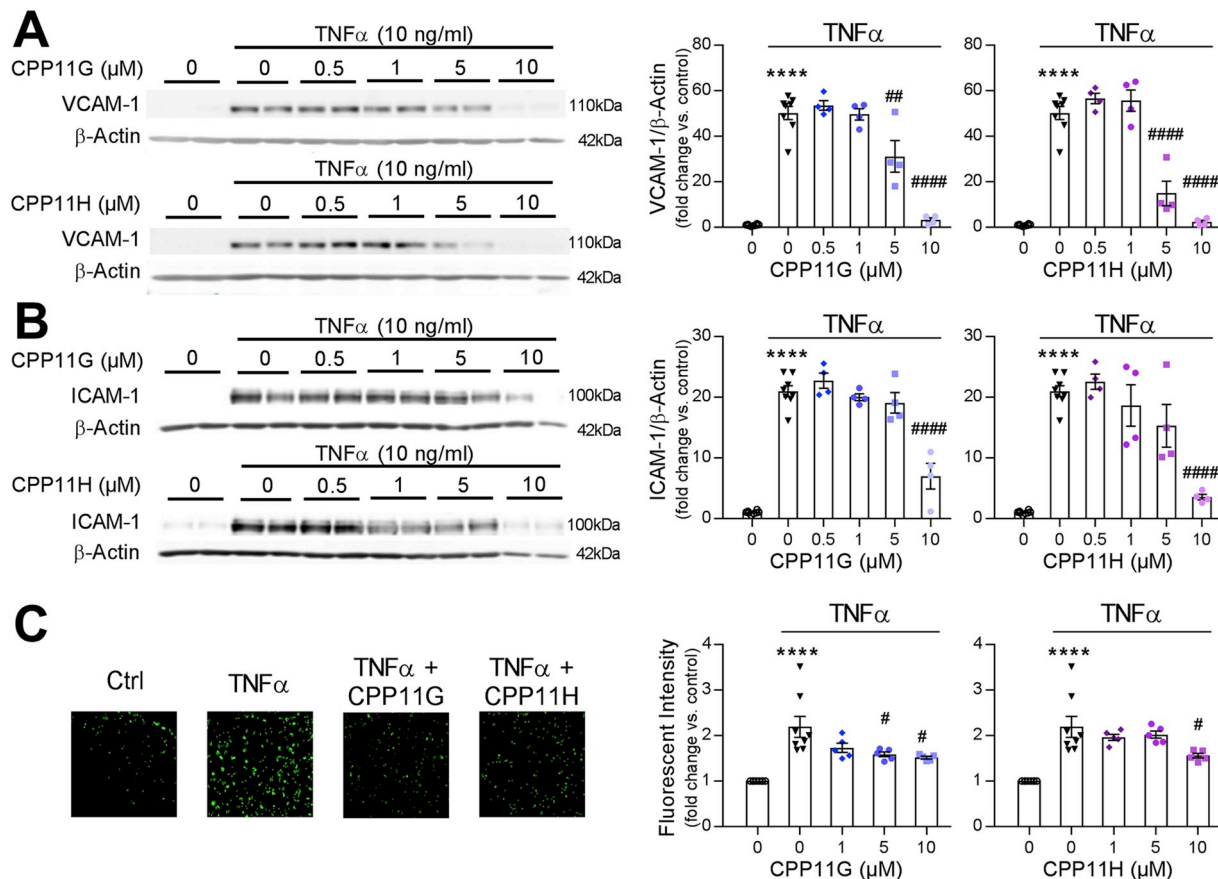 A
TNFα (10 ng/ml)
CPP11G (µM) 0 0 0.5 1 5 10
VCAM-1 110kDa
β-Actin 42kDa
TNFα (10 ng/ml)
CPP11H (µM) 0 0 0.5 1 5 10
VCAM-1 110kDa
β-Actin 42kDa
TNFα
VCAM-1/β-Actin
(fold change vs. control)
80
60
40
20
0
****
##
####
0 0 0.5 1 5 10
CPP11G (µM)
TNFα
80
60
40
20
0
****
####
####
0 0 0.5 1 5 10
CPP11H (µM)
B
TNFα (10 ng/ml)
CPP11G (µM) 0 0 0.5 1 5 10
ICAM-1 100kDa
β-Actin 42kDa
TNFα (10 ng/ml)
CPP11H (µM) 0 0 0.5 1 5 10
ICAM-1 100kDa
β-Actin 42kDa
TNFα
ICAM-1/β-Actin
(fold change vs. control)
30
20
10
0
****
####
0 0 0.5 1 5 10
CPP11G (µM)
TNFα
30
20
10
0
****
####
0 0 0.5 1 5 10
CPP11H (µM)
C
Ctrl
TNFα
TNFα +
CPP11G
TNFα +
CPP11H
TNFα
Fluorescent Intensity
(fold change vs. control)
4
3
2
1
0
****
#
#
0 0 1 5 10
CPP11G (µM)
TNFα
4
3
2
1
0
****
#
0 0 1 5 10
CPP11H (µM)